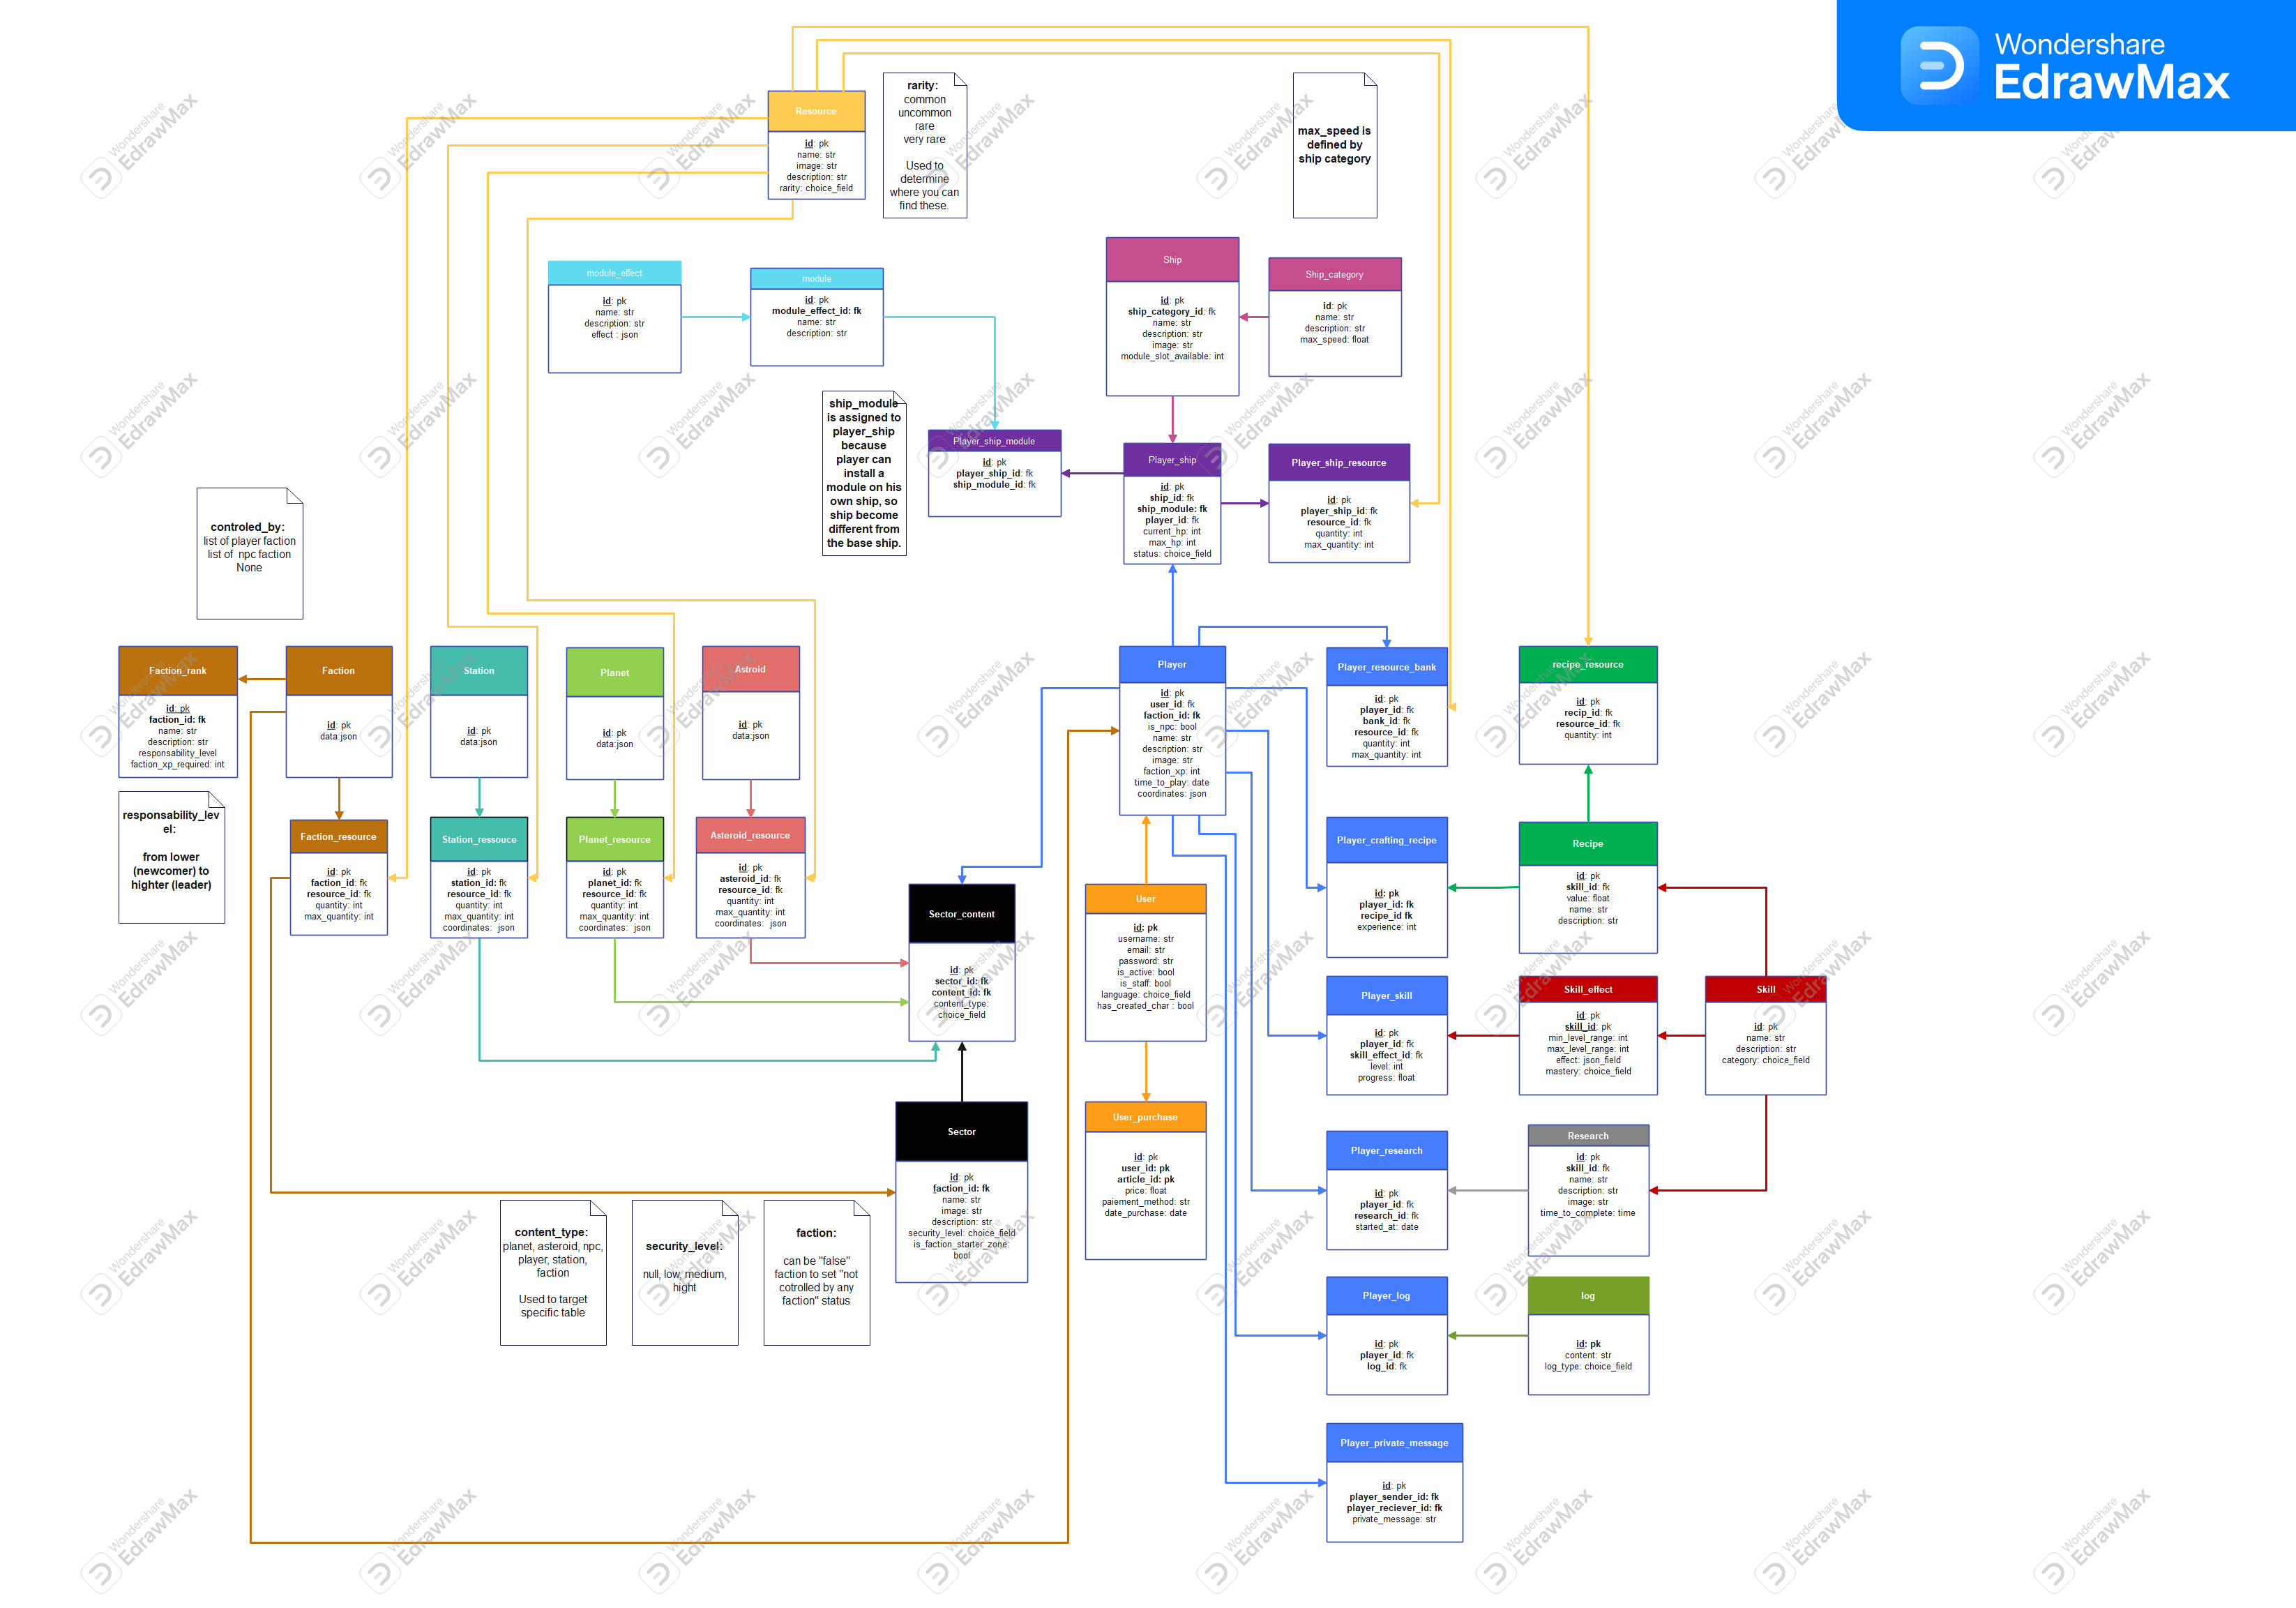 Wondershare
EdrawMax
Resource
id: pk
name: str
image: str
description: str
rarity: choice_field
rarity:
common
uncommon
rare
very rare
Used to
determine
where you can
find these.
max_speed is
defined by
ship category
module_effect
id: pk
name: str
description: str
effect : json
module
id: pk
module_effect_id: fk
name: str
description: str
Ship
id: pk
ship_category_id: fk
name: str
description: str
image: str
module_slot_available: int
Ship_category
id: pk
name: str
description: str
max_speed: float
ship_module
is assigned to
player_ship
because
player can
install a
module on his
own ship, so
ship become
different from
the base ship.
Player_ship_module
id: pk
player_ship_id: fk
ship_module_id: fk
Player_ship
id: pk
ship_id: fk
ship_module: fk
player_id: fk
current_hp: int
max_hp: int
status: choice_field
Player_ship_resource
id: pk
player_ship_id: fk
resource_id: fk
quantity: int
max_quantity: int
controled_by:
list of player faction
list of  npc faction
None
Faction_rank
id: pk
faction_id: fk
name: str
description: str
responsability_level
faction_xp_required: int
Faction
id: pk
data:json
Station
id: pk
data:json
Planet
id: pk
data:json
Astroid
id: pk
data:json
Player
id: pk
user_id: fk
faction_id: fk
is_npc: bool
name: str
description: str
image: str
faction_xp: int
time_to_play: date
coordinates: json
Player_resource_bank
id: pk
player_id: fk
bank_id: fk
resource_id: fk
quantity: int
max_quantity: int
recipe_resource
id: pk
recip_id: fk
resource_id: fk
quantity: int
responsability_lev
el:
from lower
(newcomer) to
highter (leader)
Faction_resource
id: pk
faction_id: fk
resource_id: fk
quantity: int
max_quantity: int
Station_ressouce
id: pk
station_id: fk
resource_id: fk
quantity: int
max_quantity: int
coordinates:  json
Planet_resource
id: pk
planet_id: fk
resource_id: fk
quantity: int
max_quantity: int
coordinates:  json
Asteroid_resource
id: pk
asteroid_id: fk
resource_id: fk
quantity: int
max_quantity: int
coordinates:  json
Sector_content
id: pk
sector_id: fk
content_id: fk
content_type:
choice_field
User
id: pk
username: str
email: str
password: str
is_active: bool
is_staff: bool
language: choice_field
has_created_char : bool
Player_crafting_recipe
id: pk
player_id: fk
recipe_id fk
experience: int
Recipe
id: pk
skill_id: fk
value: float
name: str
description: str
Player_skill
id: pk
player_id: fk
skill_effect_id: fk
level: int
progress: float
Skill_effect
id: pk
skill_id: pk
min_level_range: int
max_level_range: int
effect: json_field
mastery: choice_field
Skill
id: pk
name: str
description: str
category: choice_field
Sector
id: pk
faction_id: fk
name: str
image: str
description: str
security_level: choice_field
is_faction_starter_zone:
bool
User_purchase
id: pk
user_id: pk
article_id: pk
price: float
paiement_method: str
date_purchase: date
Player_research
id: pk
player_id: fk
research_id: fk
started_at: date
Research
id: pk
skill_id: fk
name: str
description: str
image: str
time_to_complete: time
content_type:
planet, asteroid, npc,
player, station,
faction
Used to target
specific table
security_level:
null, low, medium,
hight
faction:
can be "false"
faction to set "not
cotrolled by any
faction" status
Player_log
id: pk
player_id: fk
log_id: fk
log
id: pk
content: str
log_type: choice_field
Player_private_message
id: pk
player_sender_id: fk
player_reciever_id: fk
private_message: str